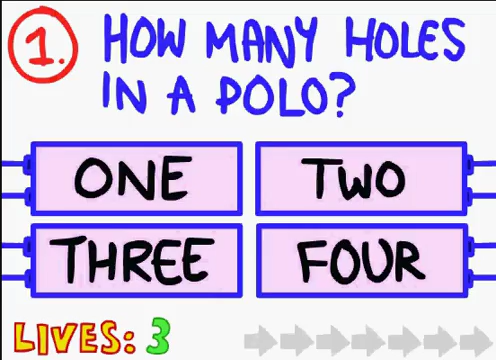 1. HOW MANY HOLES
IN A POLO?
ONE
TWO
THREE
FOUR
LIVES: 3